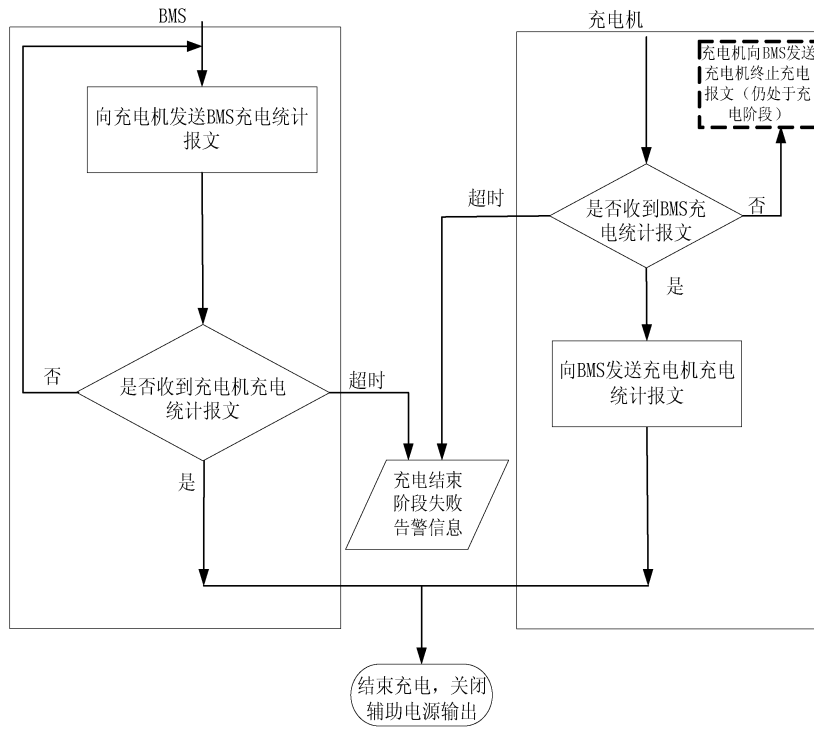 BMS
向充电机发送BMS充电统计
报文
否
是否收到充电机充电
统计报文
超时
是
充电机
充电机向BMS发送
充电机终止充电
报文（仍处于充
电阶段）
超时
是否收到BMS充
电统计报文
否
是
向BMS发送充电机充电
统计报文
充电结束
阶段失败
告警信息
结束充电，关闭
辅助电源输出